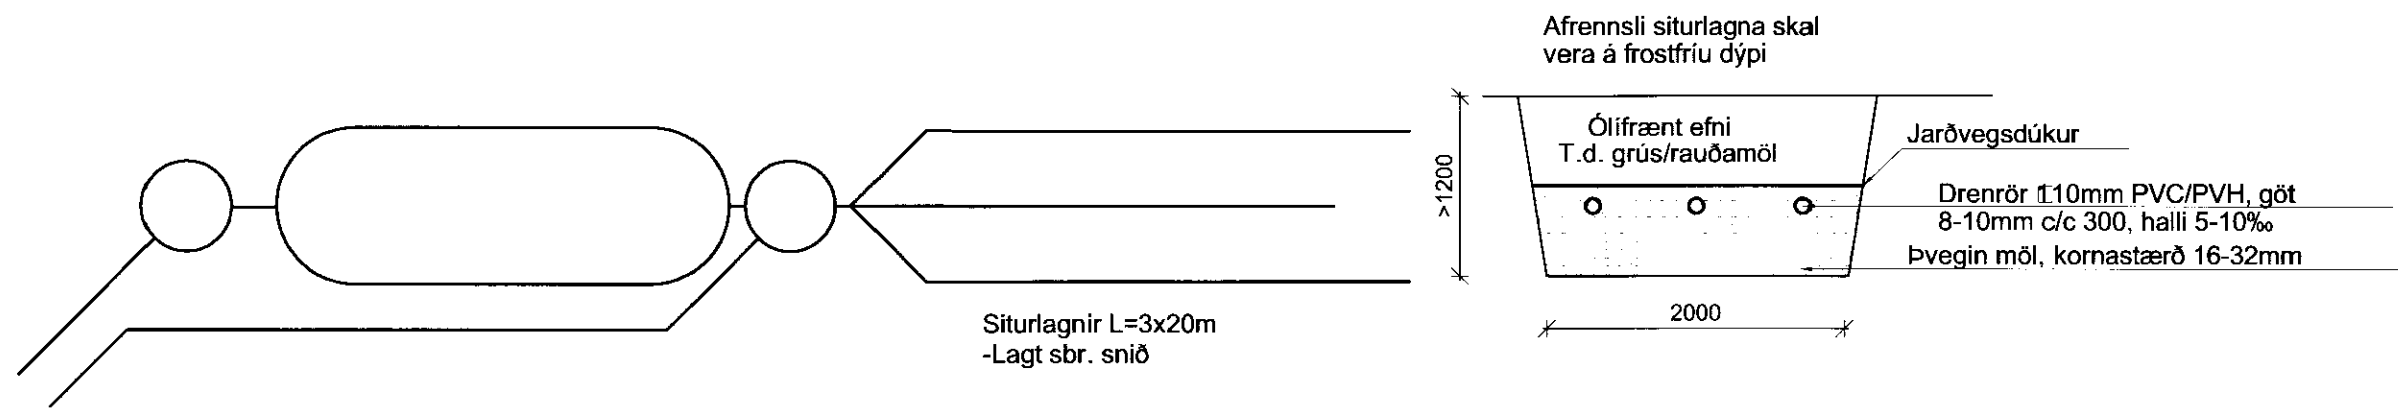 Afrennsli siturlagna skal
vera á frostfríu dýpi
Ólífrænt efni
T.d. grús/rauðamöl
Jarðvegsdúkur
>1200
Drenrör 110mm PVC/PVH, göt
8-10mm c/c 300, halli 5-10‰
Þvegin möl, kornastærð 16-32mm
2000
Siturlagnir L=3x20m
-Lagt sbr. snið